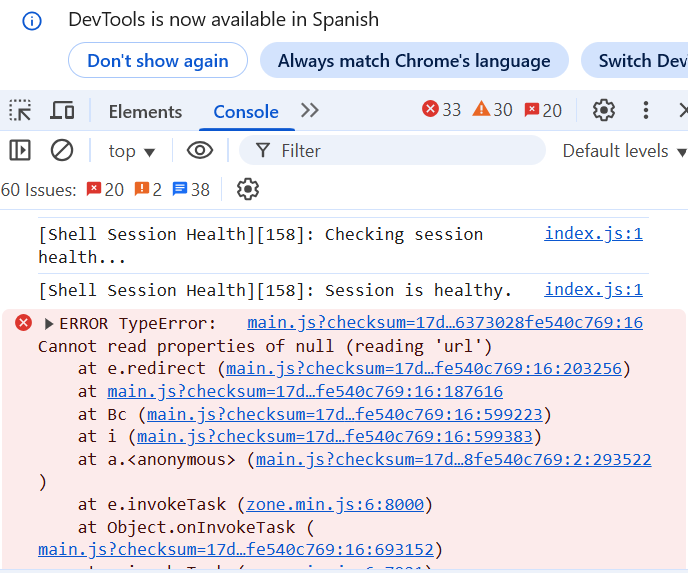 DevTools is now available in Spanish
Don't show again Always match Chrome's language Switch Dev
Elements Console 33 30 20
top Filter Default levels
60 Issues: 20 2 38
[Shell Session Health][158]: Checking session index.js:1
health...
[Shell Session Health][158]: Session is healthy. index.js:1
ERROR TypeError: main.js?checksum=17d…6373028fe540c769:16
Cannot read properties of null (reading 'url')
at e.redirect (main.js?checksum=17d…fe540c769:16:203256)
at main.js?checksum=17d…fe540c769:16:187616
at Bc (main.js?checksum=17d…fe540c769:16:599223)
at i (main.js?checksum=17d…fe540c769:16:599383)
at a.<anonymous> (main.js?checksum=17d…8fe540c769:2:293522
)
at e.invokeTask (zone.min.js:6:8000)
at Object.onInvokeTask (
main.js?checksum=17d…fe540c769:16:693152)